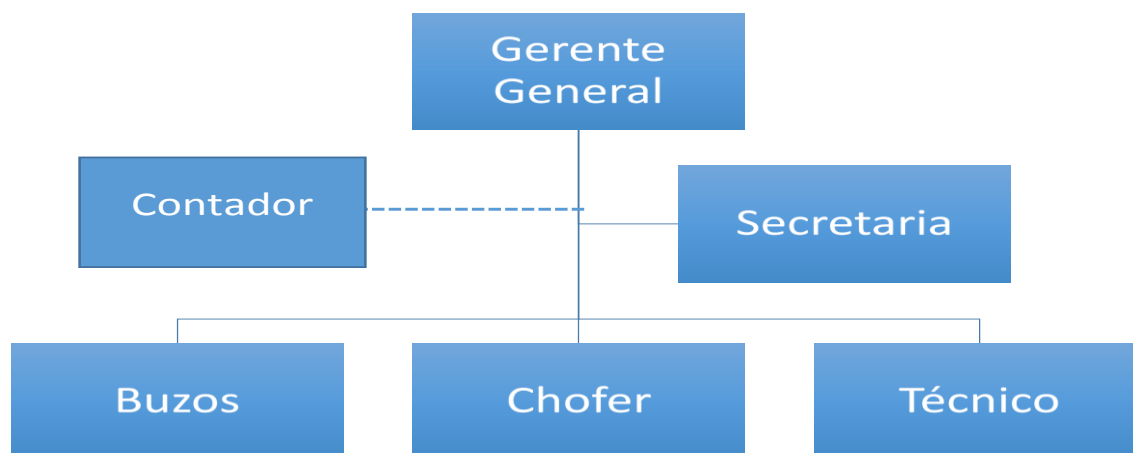 Gerente
General
Contador
Secretaria
Buzos
Chofer
Técnico